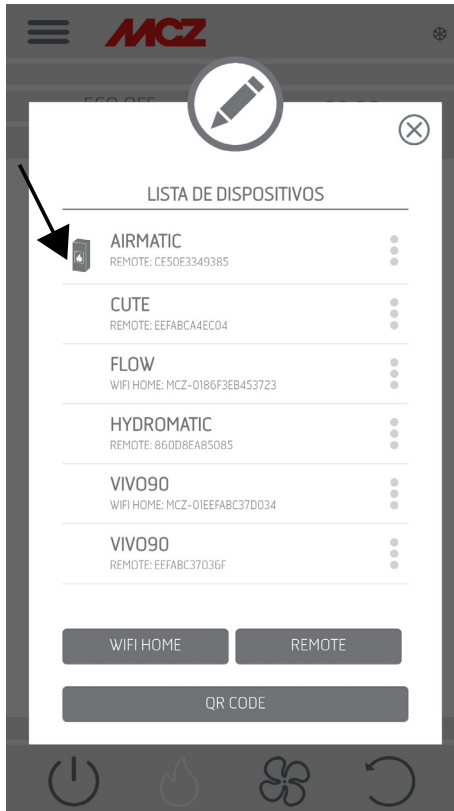 MCZ
LISTA DE DISPOSITIVOS
AIRMATIC
REMOTE: CE50E3349385
CUTE
REMOTE: EEFABCA4EC04
FLOW
WIFI HOME: MCZ-0186F3EB453723
HYDROMATIC
REMOTE: 860D8EA85085
VIVO90
WIFI HOME: MCZ-01EEFABC37D034
VIVO90
REMOTE: EEFABC37036F
WIFI HOME
REMOTE
QR CODE